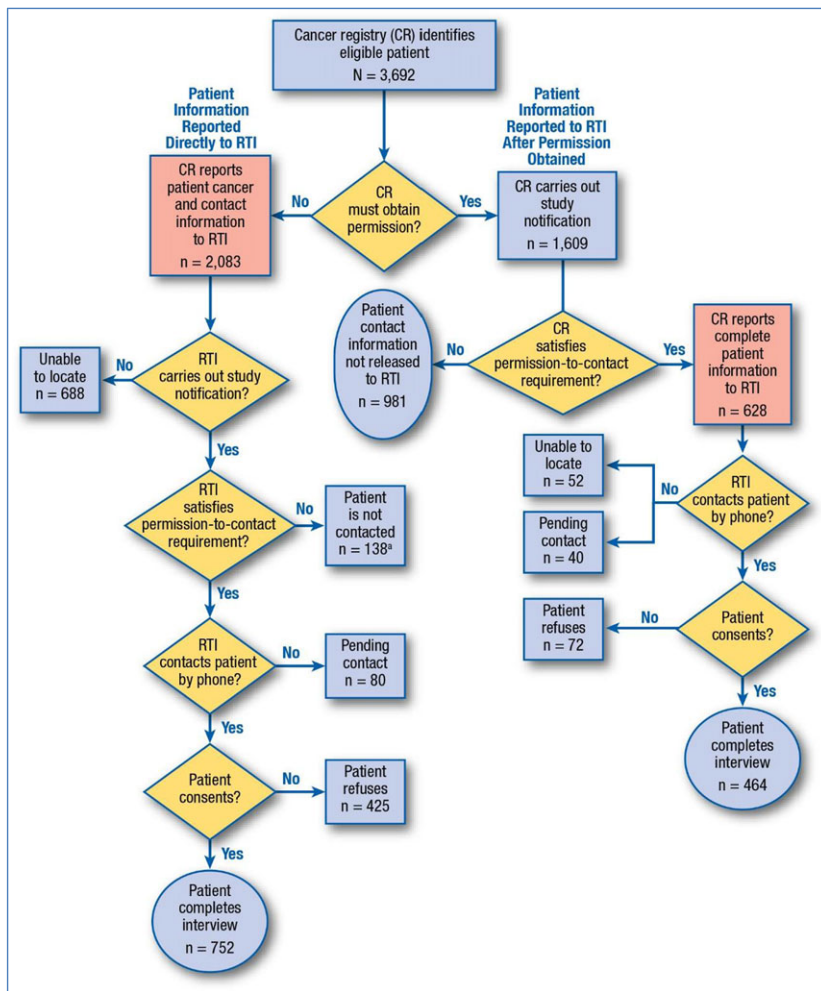 Cancer registry (CR) identifies
eligible patient
N = 3,692
Patient
Information
Reported
Directly to RTI
Patient
Information
Reported to RTI
After Permission
Obtained
CR reports
patient cancer
and contact
information
to RTI
n = 2,083
No
CR
must obtain
permission?
Yes
CR carries out
study
notification
n = 1,609
Unable
to locate
n = 688
No
RTI
carries out study
notification?
Yes
Patient
contact
information
not released
to RTI
n = 981
No
CR
satisfies
permission-to-contact
requirement?
Yes
CR reports
complete
patient
information
to RTI
n = 628
RTI
satisfies
permission-to-contact
requirement?
No
Patient
is not
contacted
n = 138ª
Yes
Unable to
locate
n = 52
Pending
contact
n = 40
No
RTI
contacts patient
by phone?
Yes
RTI
contacts patient
by phone?
No
Pending
contact
n = 80
Yes
Patient
refuses
n = 72
No
Patient
consents?
Yes
Patient
consents?
No
Patient
refuses
n = 425
Yes
Patient
completes
interview
n = 464
Patient
completes
interview
n = 752